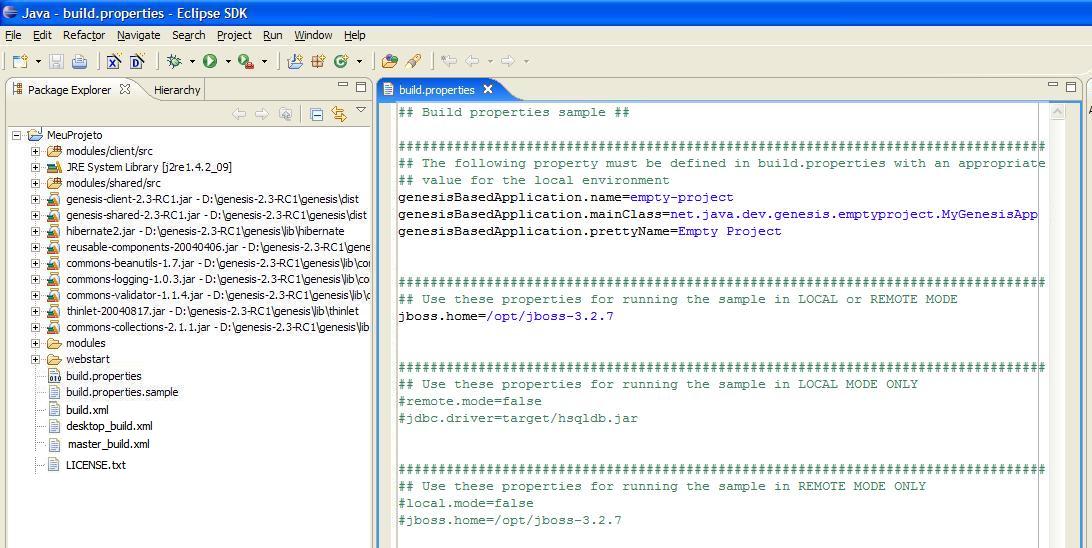 Java - build.properties - Eclipse SDK
File Edit Refactor Navigate Search Project Run Window Help
Package Explorer Hierarchy
MeuProjeto
modules/client/src
JRE System Library [j2re1.4.2_09]
modules/shared/src
genesis-client-2.3-RC1.jar - D:\genesis-2.3-RC1\genesis\dist
genesis-shared-2.3-RC1.jar - D:\genesis-2.3-RC1\genesis\dist
hibernate2.jar - D:\genesis-2.3-RC1\genesis\lib\hibernate
reusable-components-20040406.jar - D:\genesis-2.3-RC1\gene
commons-beanutils-1.7.jar - D:\genesis-2.3-RC1\genesis\lib\cor
commons-logging-1.0.3.jar - D:\genesis-2.3-RC1\genesis\lib\co
commons-validator-1.1.4.jar - D:\genesis-2.3-RC1\genesis\lib\c
thinlet-20040817.jar - D:\genesis-2.3-RC1\genesis\lib\thinlet
commons-collections-2.1.1.jar - D:\genesis-2.3-RC1\genesis\lib
modules
webstart
build.properties
build.properties.sample
build.xml
desktop_build.xml
master_build.xml
LICENSE.txt
build.properties
## Build properties sample ##
#################################################################################
## The following property must be defined in build.properties with an appropriate
## value for the local environment
genesisBasedApplication.name=empty-project
genesisBasedApplication.mainClass=net.java.dev.genesis.emptyproject.MyGenesisApp
genesisBasedApplication.prettyName=Empty Project
#################################################################################
## Use these properties for running the sample in LOCAL or REMOTE MODE
jboss.home=/opt/jboss-3.2.7
#################################################################################
## Use these properties for running the sample in LOCAL MODE ONLY
#remote.mode=false
#jdbc.driver=target/hsqldb.jar
#################################################################################
## Use these properties for running the sample in REMOTE MODE ONLY
#local.mode=false
#jboss.home=/opt/jboss-3.2.7